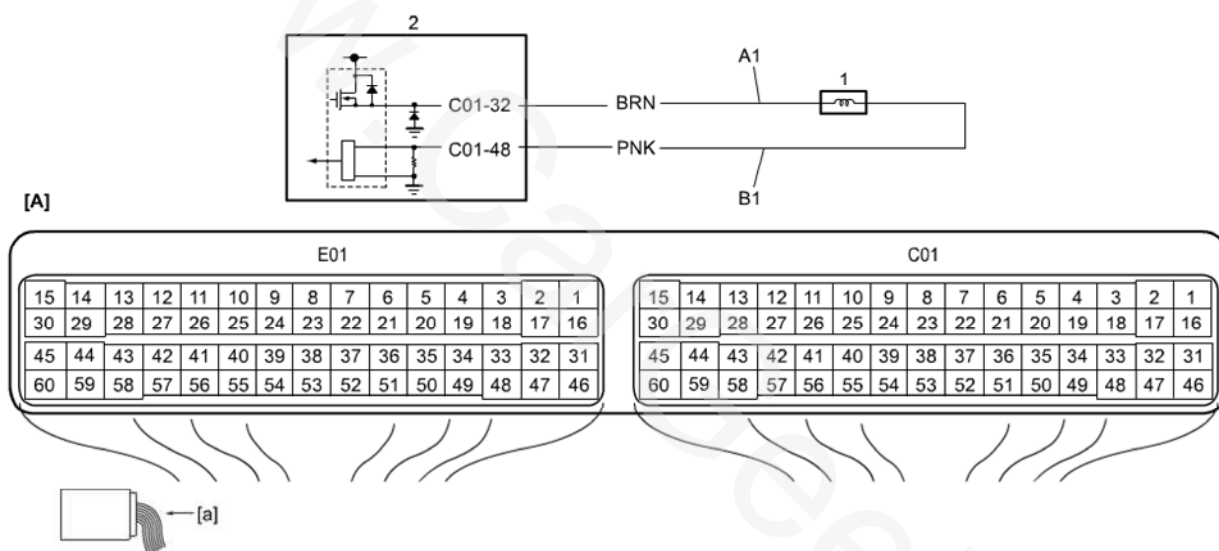 2
A1
1
C01-32 BRN
C01-48 PNK
B1
[A]
E01 C01
15 14 13 12 11 10 9 8 7 6 5 4 3 2 1 15 14 13 12 11 10 9 8 7 6 5 4 3 2 1
30 29 28 27 26 25 24 23 22 21 20 19 18 17 16 30 29 28 27 26 25 24 23 22 21 20 19 18 17 16
45 44 43 42 41 40 39 38 37 36 35 34 33 32 31 45 44 43 42 41 40 39 38 37 36 35 34 33 32 31
60 59 58 57 56 55 54 53 52 51 50 49 48 47 46 60 59 58 57 56 55 54 53 52 51 50 49 48 47 46
[a]